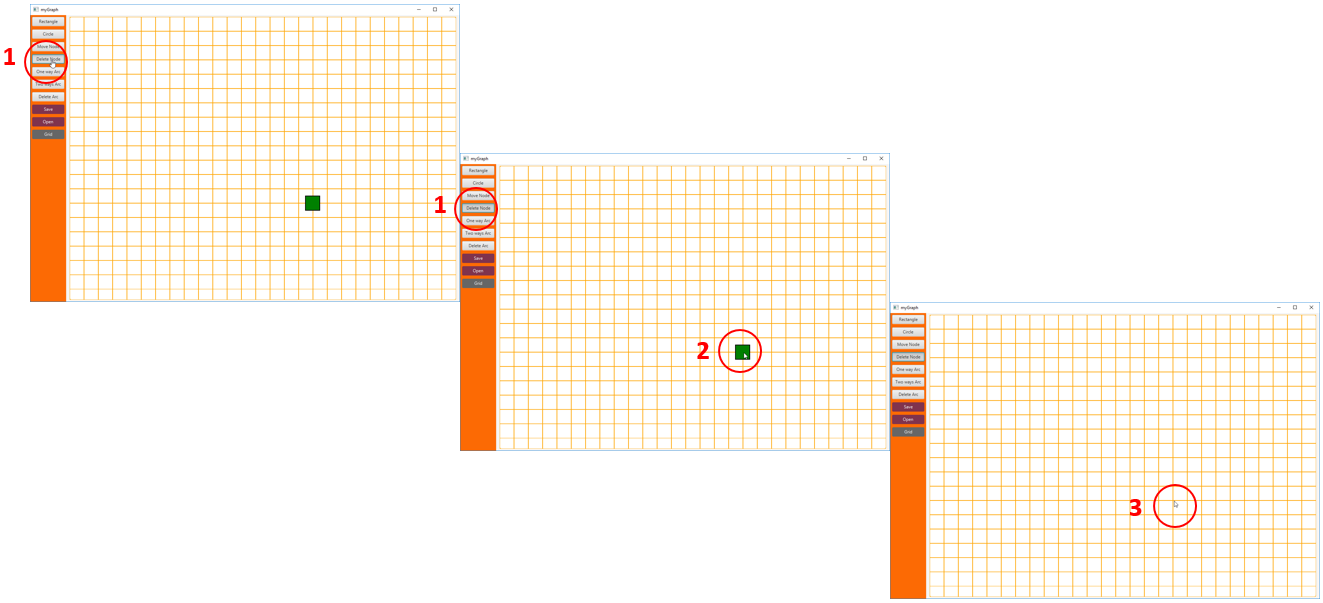 myGraph
Rectangle
Circle
Move Node
1
Delete Node
One way Arc
Two ways Arc
Delete Arc
Save
Open
Grid
myGraph
Rectangle
Circle
Move Node
1
Delete Node
One way Arc
Two ways Arc
Delete Arc
Save
Open
Grid
2
myGraph
Rectangle
Circle
Move Node
Delete Node
One way Arc
Two ways Arc
Delete Arc
Save
Open
Grid
3